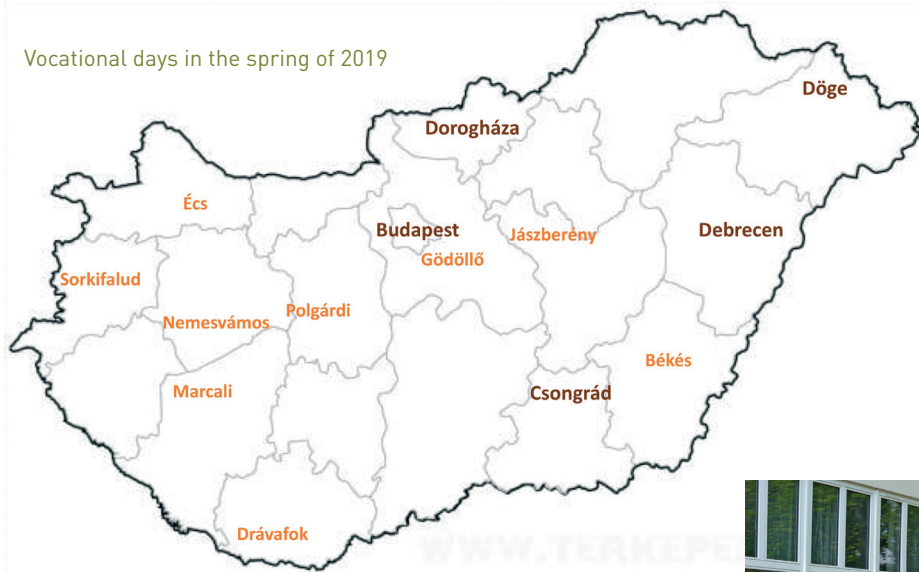 Vocational days in the spring of 2019
Döge
Dorogháza
Écs
Budapest
Jászberény
Debrecen
Gödöllő
Sorkifalud
Polgárdi
Nemesvámos
Békés
Marcali
Csongrád
Drávafok